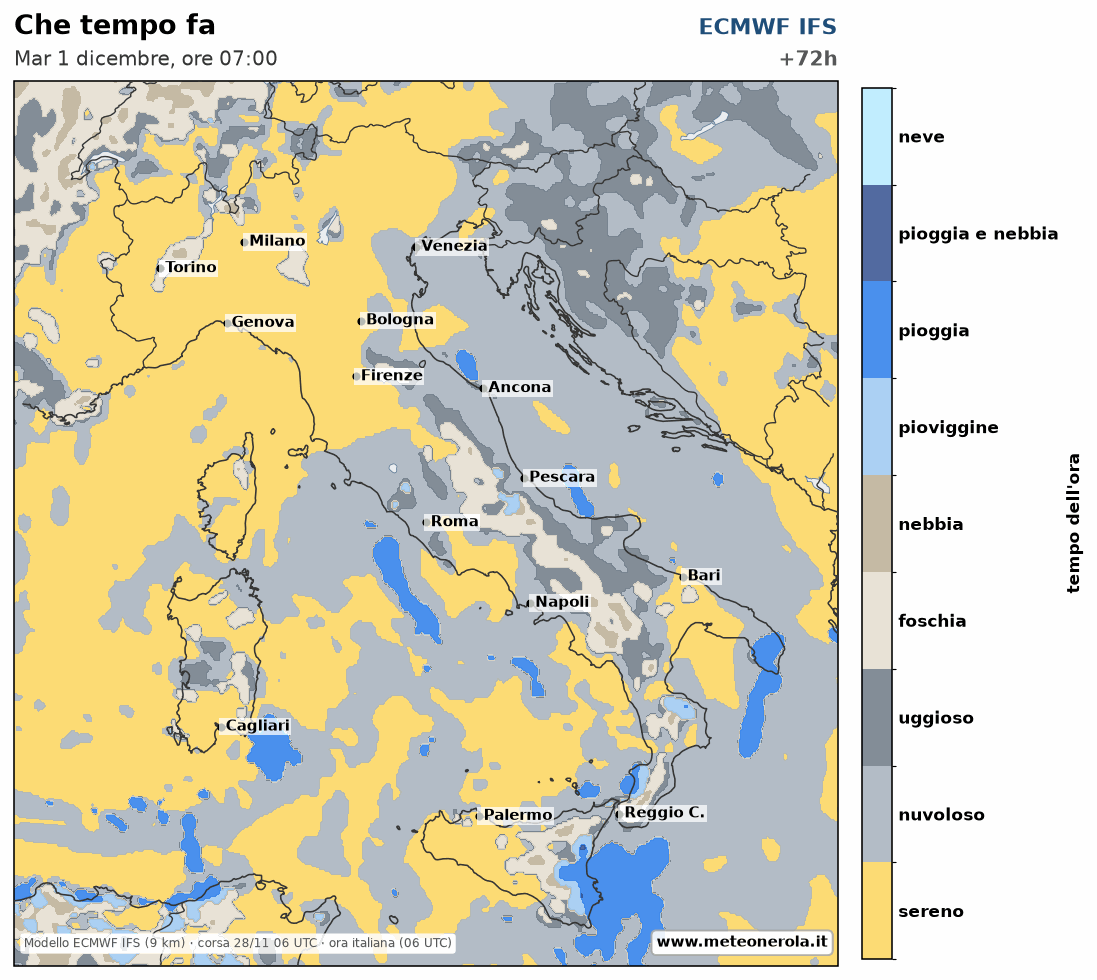 Che tempo fa
ECMWF IFS
Mar 1 dicembre, ore 07:00
+72h
Milano
Venezia
Torino
Genova
Bologna
Firenze
Ancona
Pescara
Roma
Bari
Napoli
Cagliari
Palermo
Reggio C.
neve
pioggia e nebbia
pioggia
pioviggine
nebbia
foschia
uggioso
nuvoloso
sereno
tempo dell'ora
Modello ECMWF IFS (9 km) · corsa 28/11 06 UTC · ora italiana (06 UTC)
www.meteonerola.it